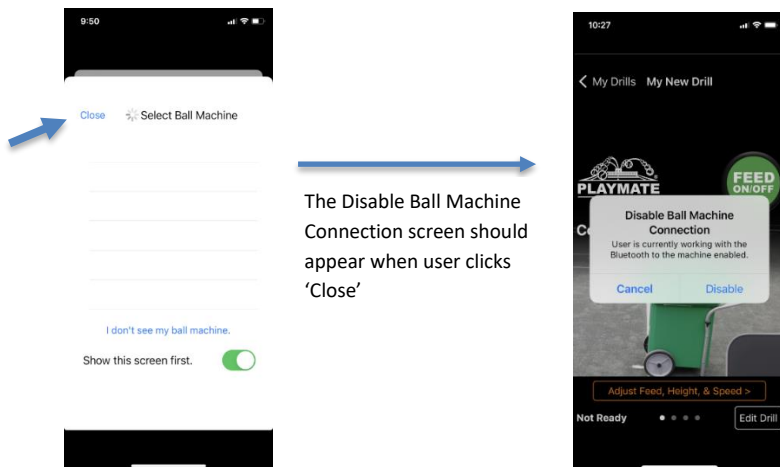 9:50
Close Select Ball Machine
I don't see my ball machine.
Show this screen first.
The Disable Ball Machine
Connection screen should
appear when user clicks
‘Close’
10:27
My Drills My New Drill
PLAYMATE
FEED
ON/OFF
Co
Disable Ball Machine
Connection
User is currently working with the
Bluetooth to the machine enabled.
Cancel Disable
Adjust Feed, Height, & Speed >
Not Ready Edit Drill